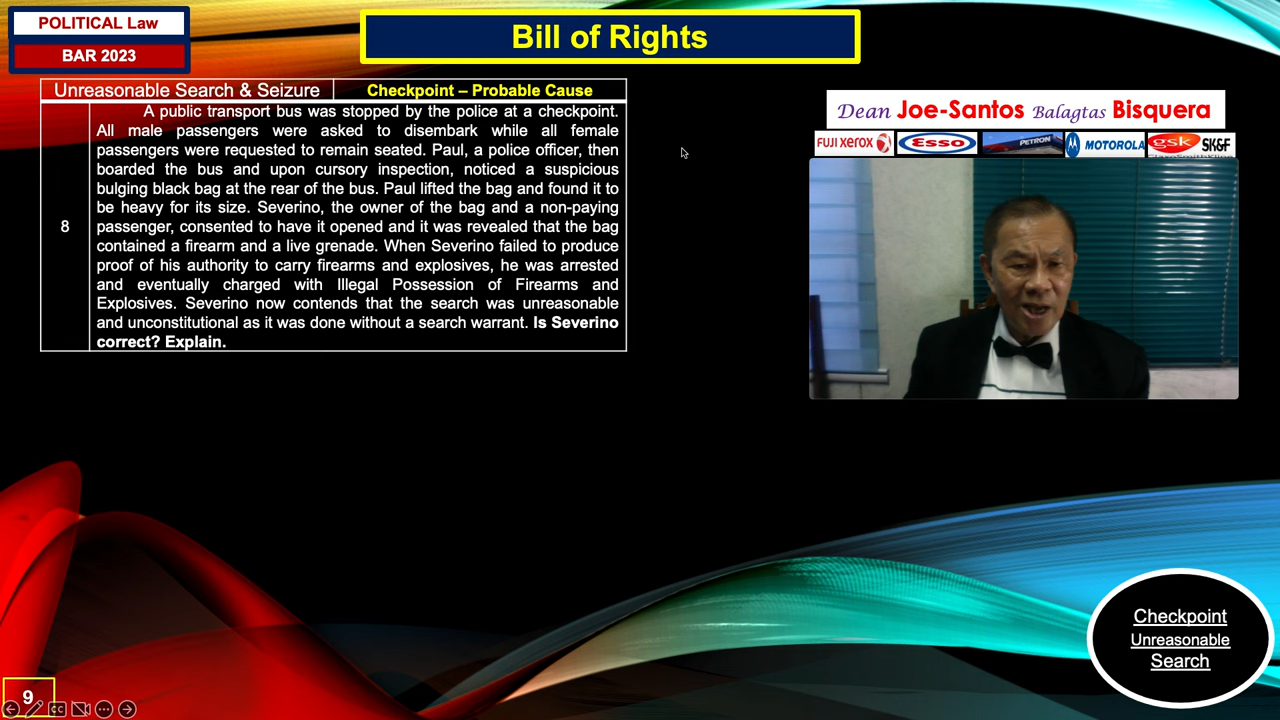 POLITICAL Law
BAR 2023
Bill of Rights
Unreasonable Search & Seizure
Checkpoint – Probable Cause
8
A public transport bus was stopped by the police at a checkpoint.
All male passengers were asked to disembark while all female
passengers were requested to remain seated. Paul, a police officer, then
boarded the bus and upon cursory inspection, noticed a suspicious
bulging black bag at the rear of the bus. Paul lifted the bag and found it to
be heavy for its size. Severino, the owner of the bag and a non-paying
passenger, consented to have it opened and it was revealed that the bag
contained a firearm and a live grenade. When Severino failed to produce
proof of his authority to carry firearms and explosives, he was arrested
and eventually charged with Illegal Possession of Firearms and
Explosives. Severino now contends that the search was unreasonable
and unconstitutional as it was done without a search warrant. Is Severino
correct? Explain.
Dean Joe-Santos Balagtas Bisquera
FUJI XEROX
Esso
PETRON
MOTOROLA
gsk
SK&F
Checkpoint
Unreasonable
Search
9
CC